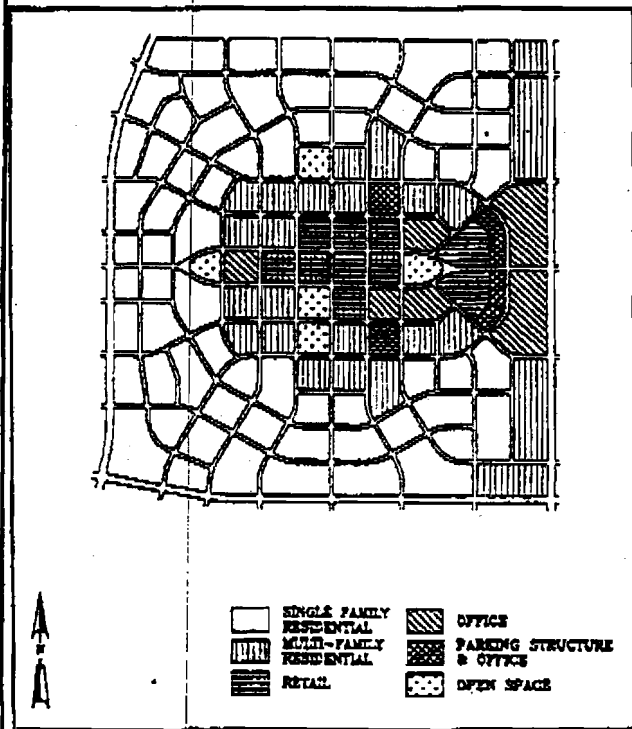 SINGLE FAMILY
RESIDENTIAL
MULTI-FAMILY
RESIDENTIAL
RETAIL
OFFICE
PARKING STRUCTURE
& OFFICE
OPEN SPACE
N